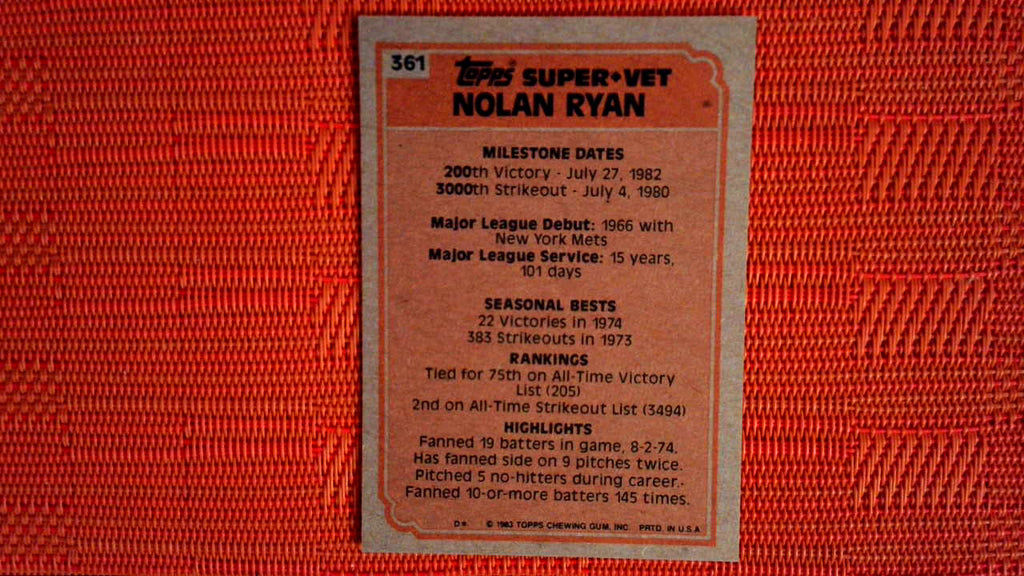 361
Topps SUPER•VET
NOLAN RYAN
MILESTONE DATES
200th Victory - July 27, 1982
3000th Strikeout - July 4, 1980
Major League Debut: 1966 with
New York Mets
Major League Service: 15 years,
101 days
SEASONAL BESTS
22 Victories in 1974
383 Strikeouts in 1973
RANKINGS
Tied for 75th on All-Time Victory
List (205)
2nd on All-Time Strikeout List (3494)
HIGHLIGHTS
Fanned 19 batters in game, 8-2-74.
Has fanned side on 9 pitches twice.
Pitched 5 no-hitters during career.
Fanned 10-or-more batters 145 times.
D* © 1983 TOPPS CHEWING GUM, INC. PRTD. IN U.S.A.